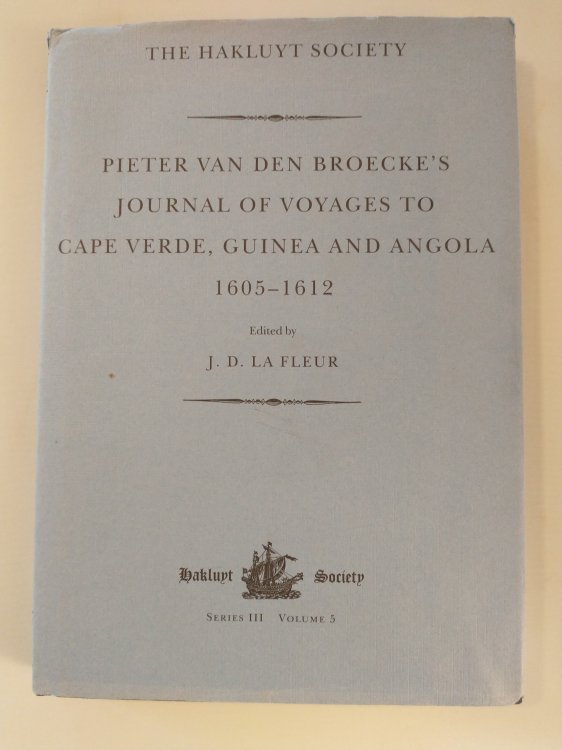 THE HAKLUYT SOCIETY
PIETER VAN DEN BROECKE'S
JOURNAL OF VOYAGES TO
CAPE VERDE, GUINEA AND ANGOLA
1605–1612
Edited by
J. D. LA FLEUR
Hakluyt Society
SERIES III VOLUME 5